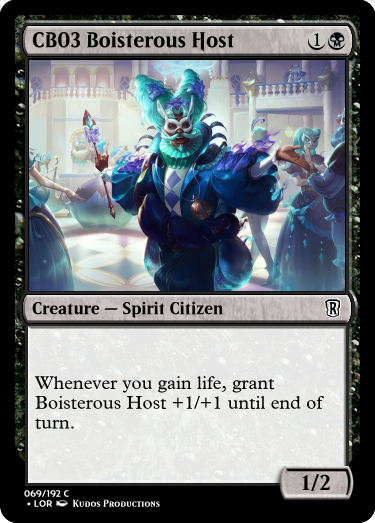 CB03 Boisterous Host 1
Creature — Spirit Citizen R
Whenever you gain life, grant
Boisterous Host +1/+1 until end of
turn.
1/2
069/192 C
• LOR Kudos Productions